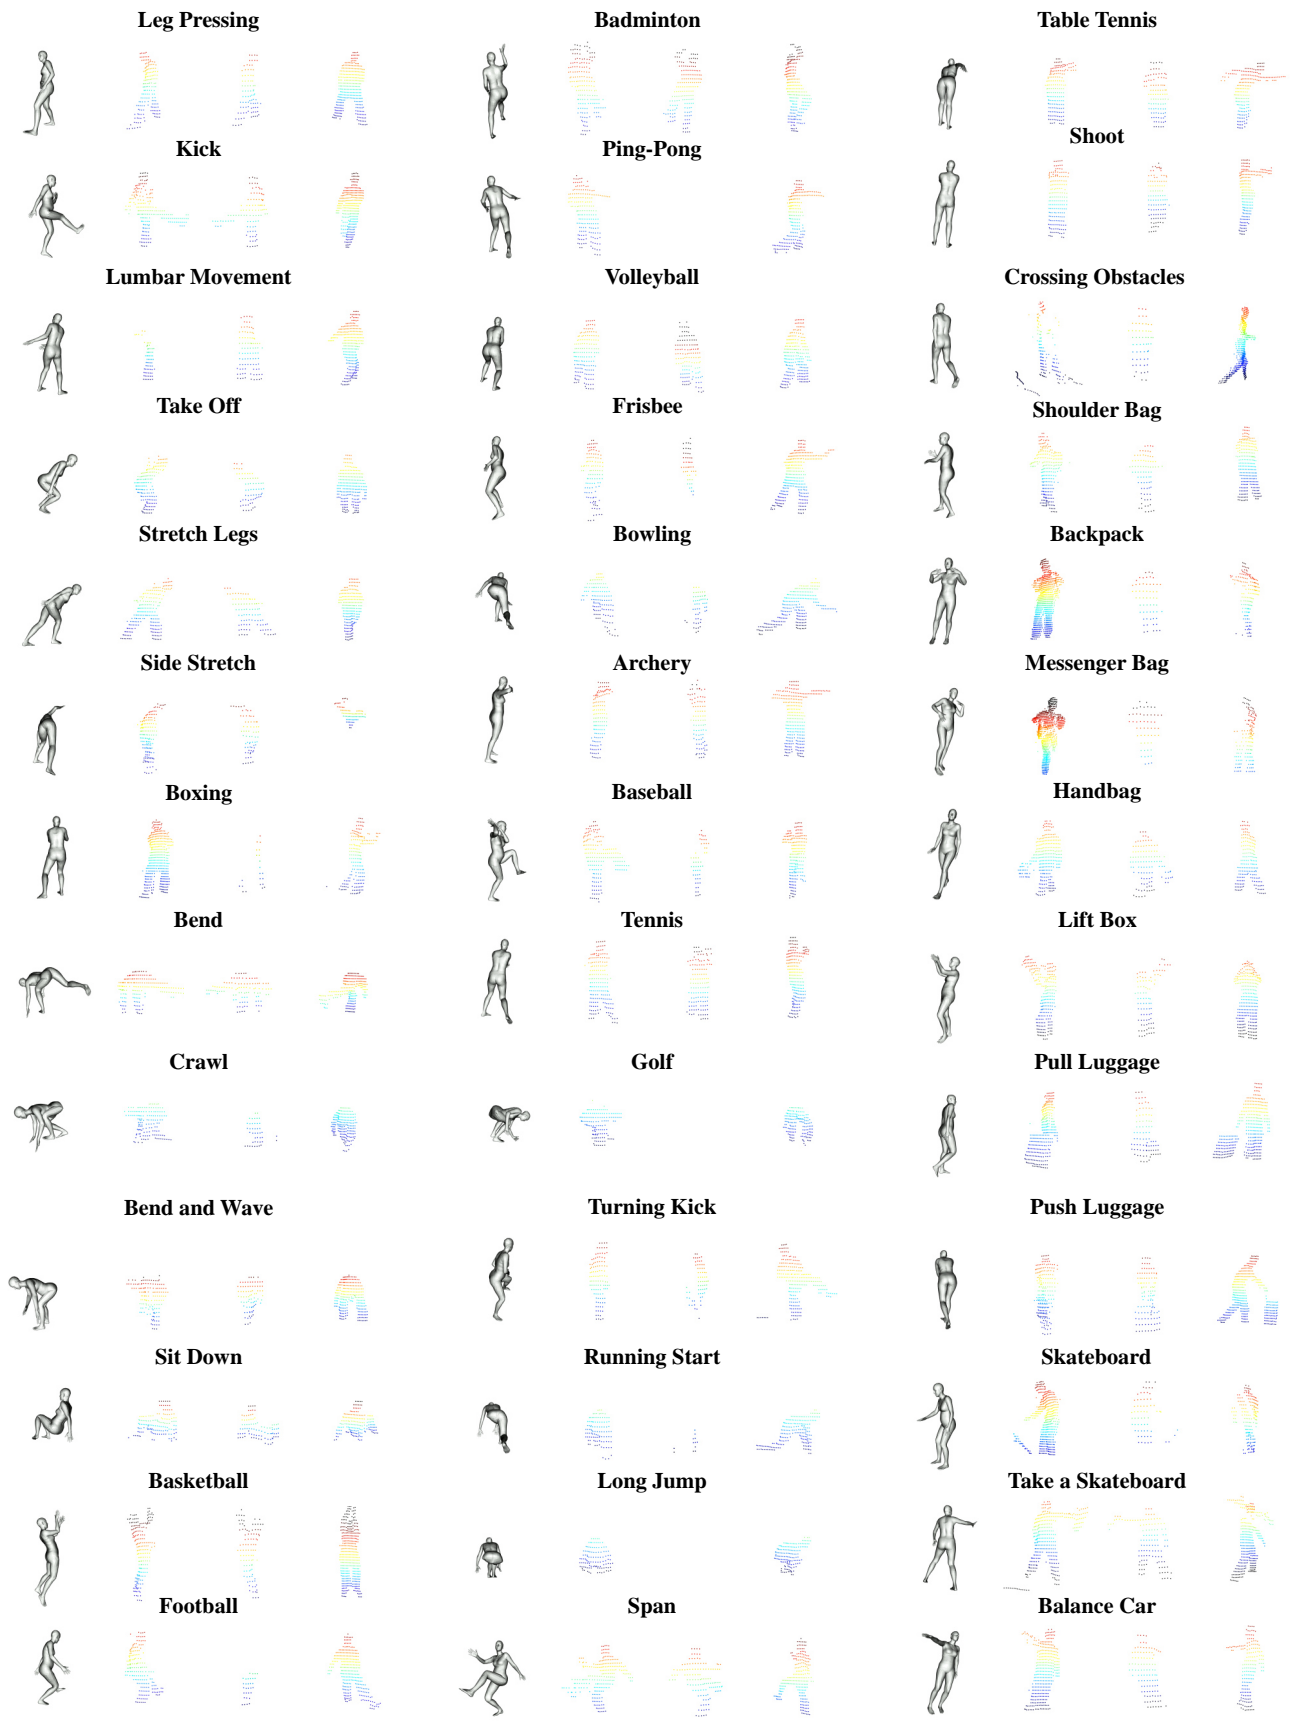 Leg Pressing
Badminton
Table Tennis
Kick
Ping-Pong
Shoot
Lumbar Movement
Volleyball
Crossing Obstacles
Take Off
Frisbee
Shoulder Bag
Stretch Legs
Bowling
Backpack
Side Stretch
Archery
Messenger Bag
Boxing
Baseball
Handbag
Bend
Tennis
Lift Box
Crawl
Golf
Pull Luggage
Bend and Wave
Turning Kick
Push Luggage
Sit Down
Running Start
Skateboard
Basketball
Long Jump
Take a Skateboard
Football
Span
Balance Car